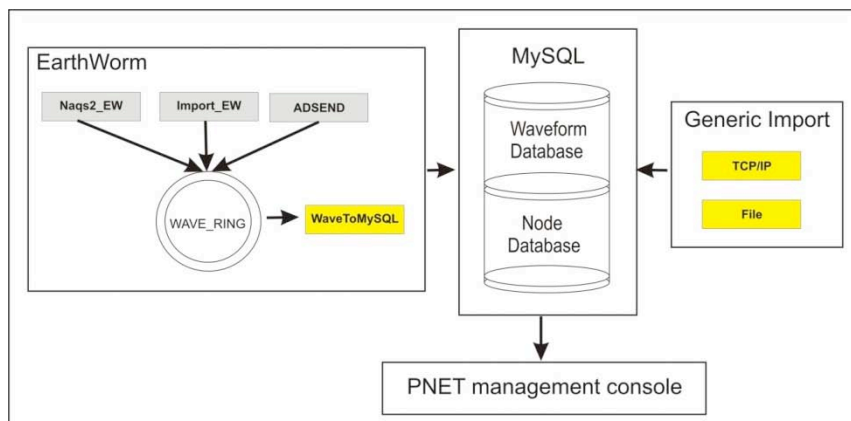 EarthWorm
Naqs2_EW
Import_EW
ADSEND
WAVE_RING
WaveToMySQL
MySQL
Waveform
Database
Node
Database
Generic Import
TCP/IP
File
PNET management console